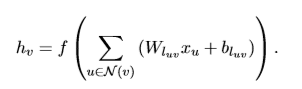 $$h_v = f\left(\sum_{u \in \mathcal{N}(v)} \left(W_{l_{uv}} x_u + b_{l_{uv}}\right)\right).$$